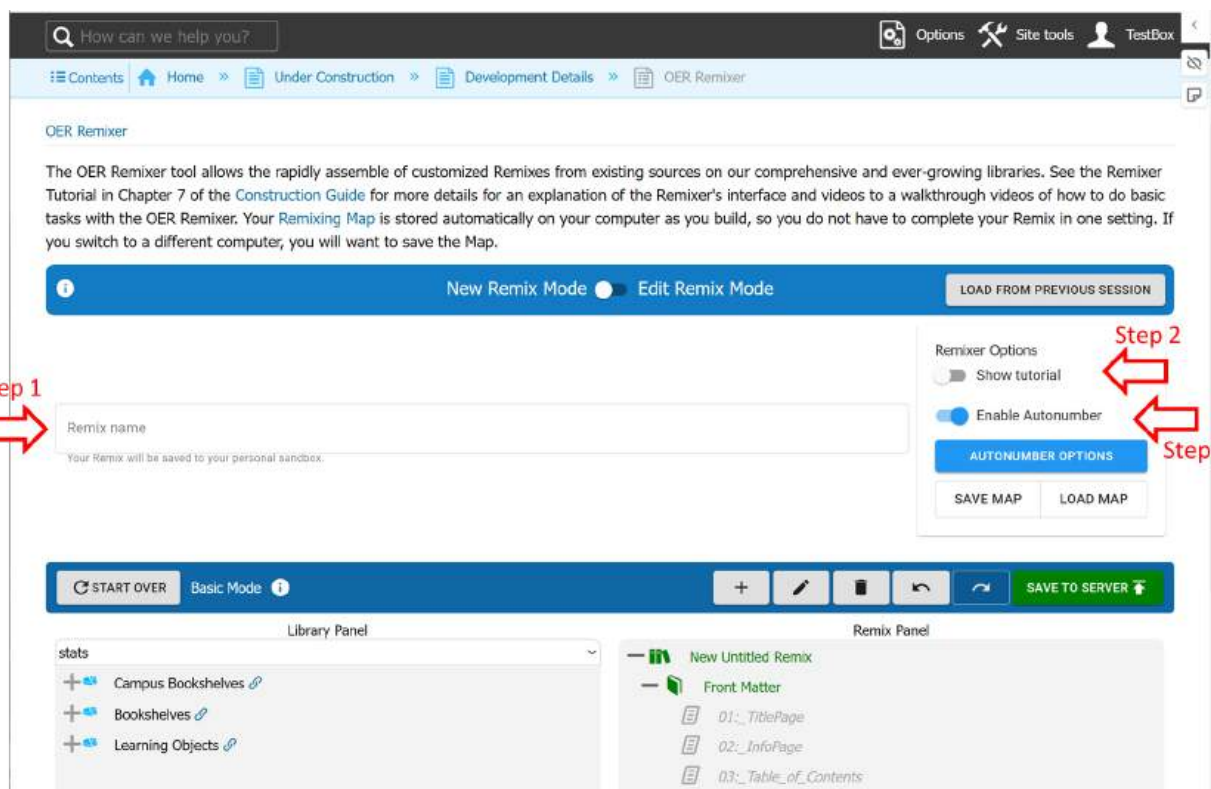 How can we help you?
Options Site tools TestBox
Contents Home » Under Construction » Development Details » OER Remixer
OER Remixer
The OER Remixer tool allows the rapidly assemble of customized Remixes from existing sources on our comprehensive and ever-growing libraries. See the Remixer
Tutorial in Chapter 7 of the Construction Guide for more details for an explanation of the Remixer's interface and videos to a walkthrough videos of how to do basic
tasks with the OER Remixer. Your Remixing Map is stored automatically on your computer as you build, so you do not have to complete your Remix in one setting. If
you switch to a different computer, you will want to save the Map.
New Remix Mode Edit Remix Mode LOAD FROM PREVIOUS SESSION
Step 2
Remixer Options
Show tutorial
ep 1
Enable Autonumber
Remix name
Your Remix will be saved to your personal sandbox.
AUTONUMBER OPTIONS
Step
SAVE MAP LOAD MAP
START OVER Basic Mode SAVE TO SERVER
Library Panel Remix Panel
stats
New Untitled Remix
Campus Bookshelves
Front Matter
Bookshelves
01:_TitlePage
Learning Objects
02:_InfoPage
03:_Table_of_Contents